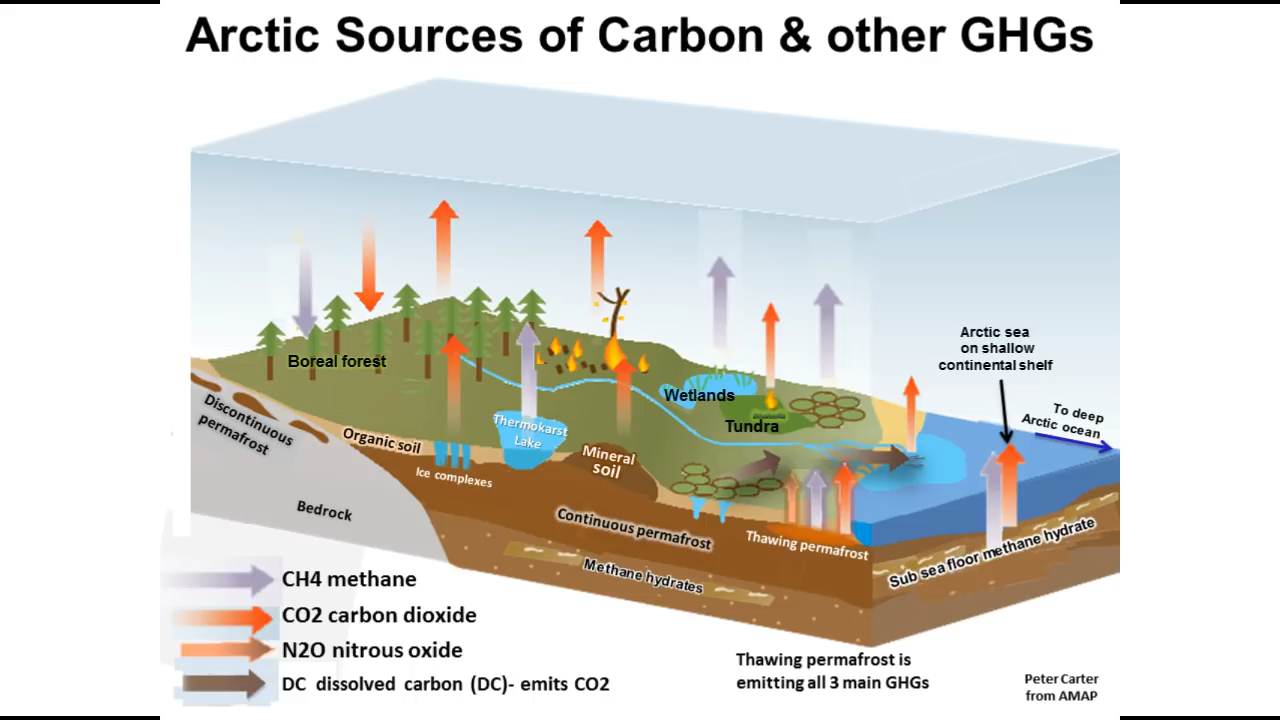 Arctic Sources of Carbon & other GHGs
Arctic sea
on shallow
continental shelf
To deep
Arctic ocean
Boreal forest
Wetlands
Tundra
Discontinuous
permafrost
Organic soil
Thermokarst
Lake
Mineral
soil
Ice complexes
Bedrock
Continuous permafrost
Thawing permafrost
Methane hydrates
Sub sea floor methane hydrate
CH4 methane
CO2 carbon dioxide
N2O nitrous oxide
DC dissolved carbon (DC)- emits CO2
Thawing permafrost is
emitting all 3 main GHGs
Peter Carter
from AMAP